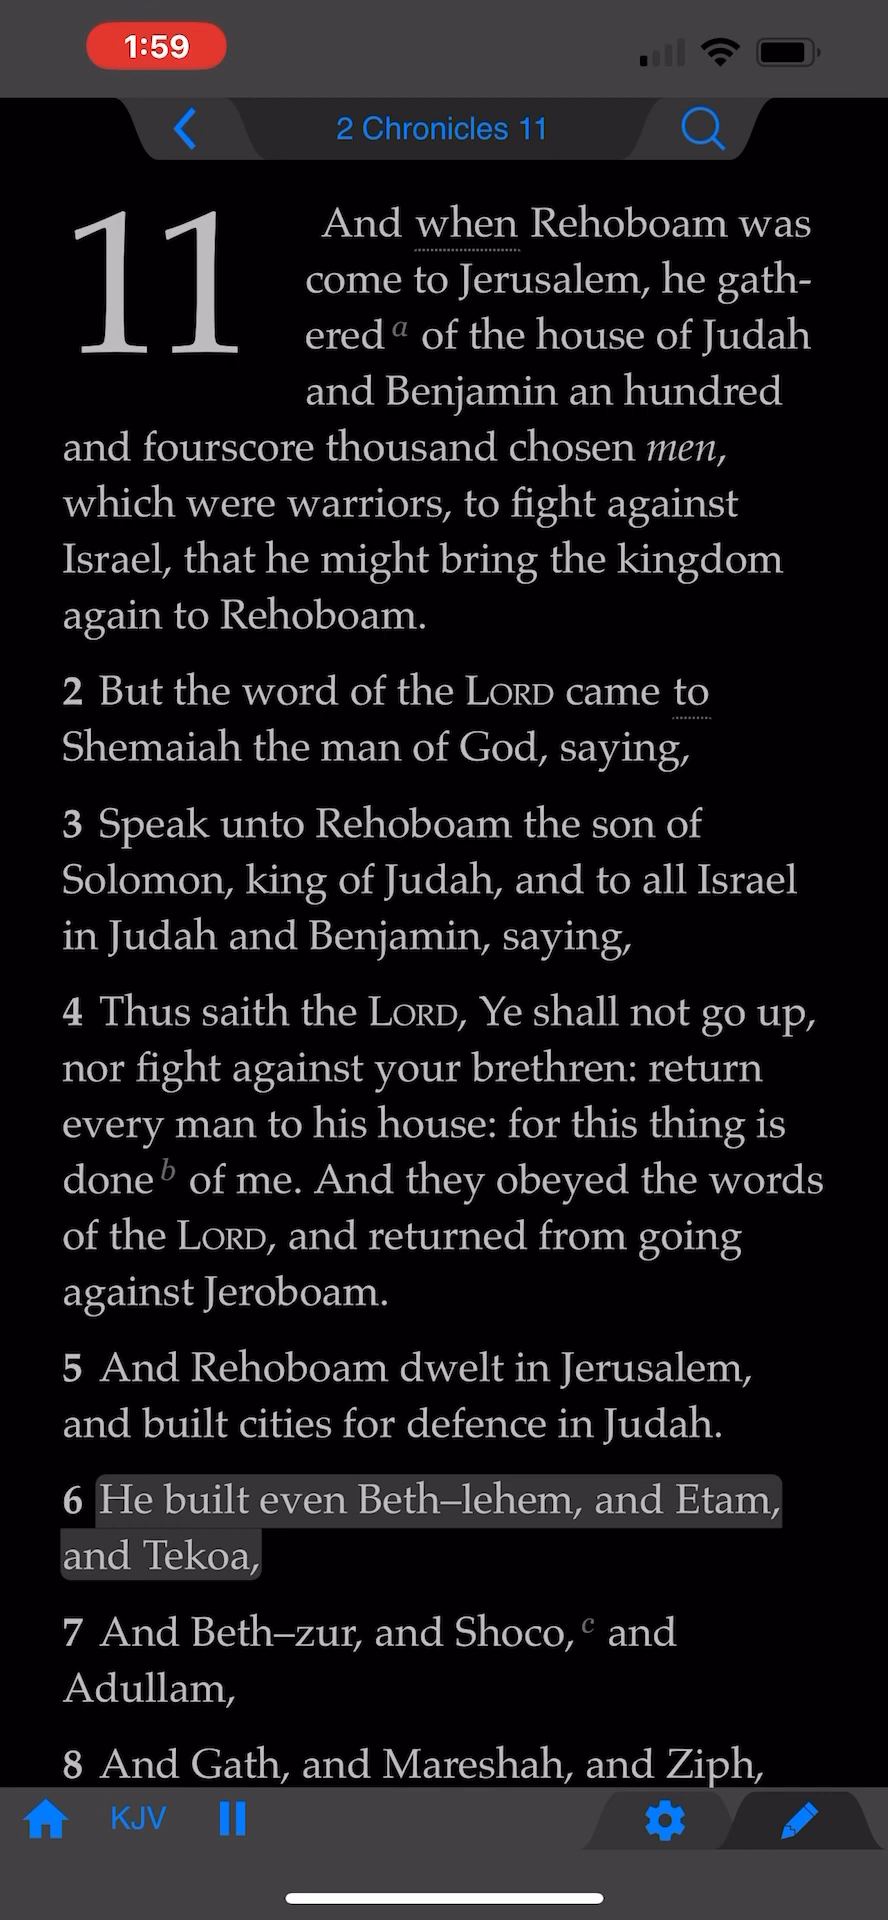 1:59
2 Chronicles 11
11 And when Rehoboam was
come to Jerusalem, he gath-
ered a of the house of Judah
and Benjamin an hundred
and fourscore thousand chosen men,
which were warriors, to fight against
Israel, that he might bring the kingdom
again to Rehoboam.
2 But the word of the LORD came to
Shemaiah the man of God, saying,
3 Speak unto Rehoboam the son of
Solomon, king of Judah, and to all Israel
in Judah and Benjamin, saying,
4 Thus saith the LORD, Ye shall not go up,
nor fight against your brethren: return
every man to his house: for this thing is
done b of me. And they obeyed the words
of the LORD, and returned from going
against Jeroboam.
5 And Rehoboam dwelt in Jerusalem,
and built cities for defence in Judah.
6 He built even Beth–lehem, and Etam,
and Tekoa,
7 And Beth–zur, and Shoco, c and
Adullam,
8 And Gath, and Mareshah, and Ziph,
KJV